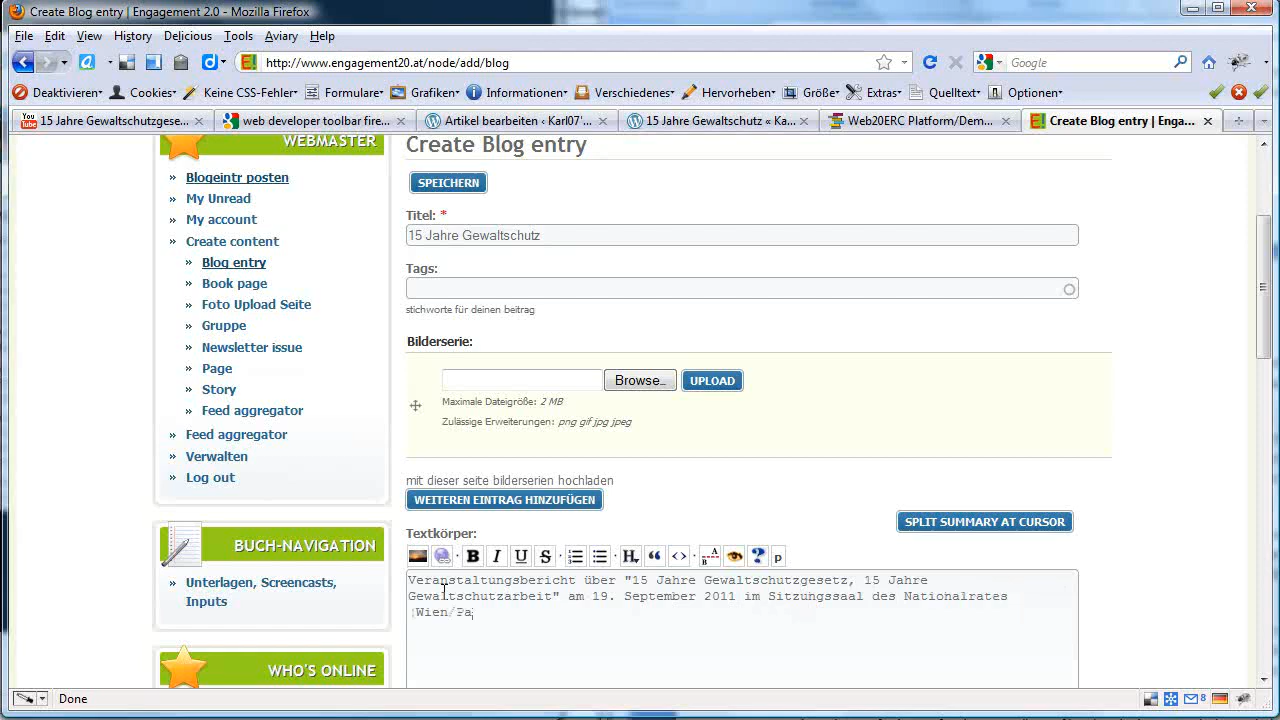 Create Blog entry | Engagement 2.0 - Mozilla Firefox
File Edit View History Delicious Tools Aviary Help
http://www.engagement20.at/node/add/blog
Google
Deaktivieren Cookies Keine CSS-Fehler Formulare Grafiken Informationen Verschiedenes Hervorheben Größe Extras Quelltext Optionen
You Tube 15 Jahre Gewaltschutzgese... web developer toolbar fire... Artikel bearbeiten ‹ Karl07'... 15 Jahre Gewaltschutz « Ka... Web20ERC Platform/Dem... Create Blog entry | Enga...
WEBMASTER
» Blogeintr posten
» My Unread
» My account
» Create content
» Blog entry
» Book page
» Foto Upload Seite
» Gruppe
» Newsletter issue
» Page
» Story
» Feed aggregator
» Feed aggregator
» Verwalten
» Log out
BUCH-NAVIGATION
» Unterlagen, Screencasts,
Inputs
WHO'S ONLINE
Create Blog entry
SPEICHERN
Titel: *
15 Jahre Gewaltschutz
Tags:
stichworte für deinen beitrag
Bilderserie:
Browse... UPLOAD
Maximale Dateigröße: 2 MB
Zulässige Erweiterungen: png gif jpg jpeg
mit dieser seite bilderserien hochladen
WEITEREN EINTRAG HINZUFÜGEN
SPLIT SUMMARY AT CURSOR
Textkörper:
B I U S H p
Veranstaltungsbericht über "15 Jahre Gewaltschutzgesetz, 15 Jahre
Gewaltschutzarbeit" am 19. September 2011 im Sitzungssaal des Nationalrates
(Wien/Pa
Done
8